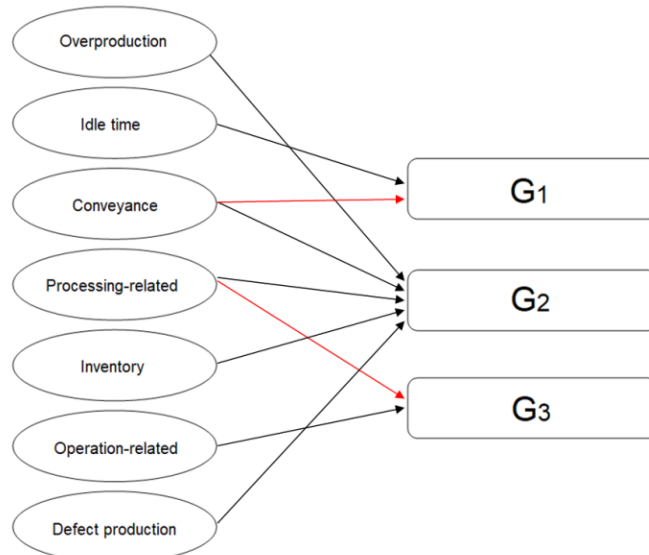 Overproduction
Idle time
Conveyance
Processing-related
Inventory
Operation-related
Defect production
G1
G2
G3